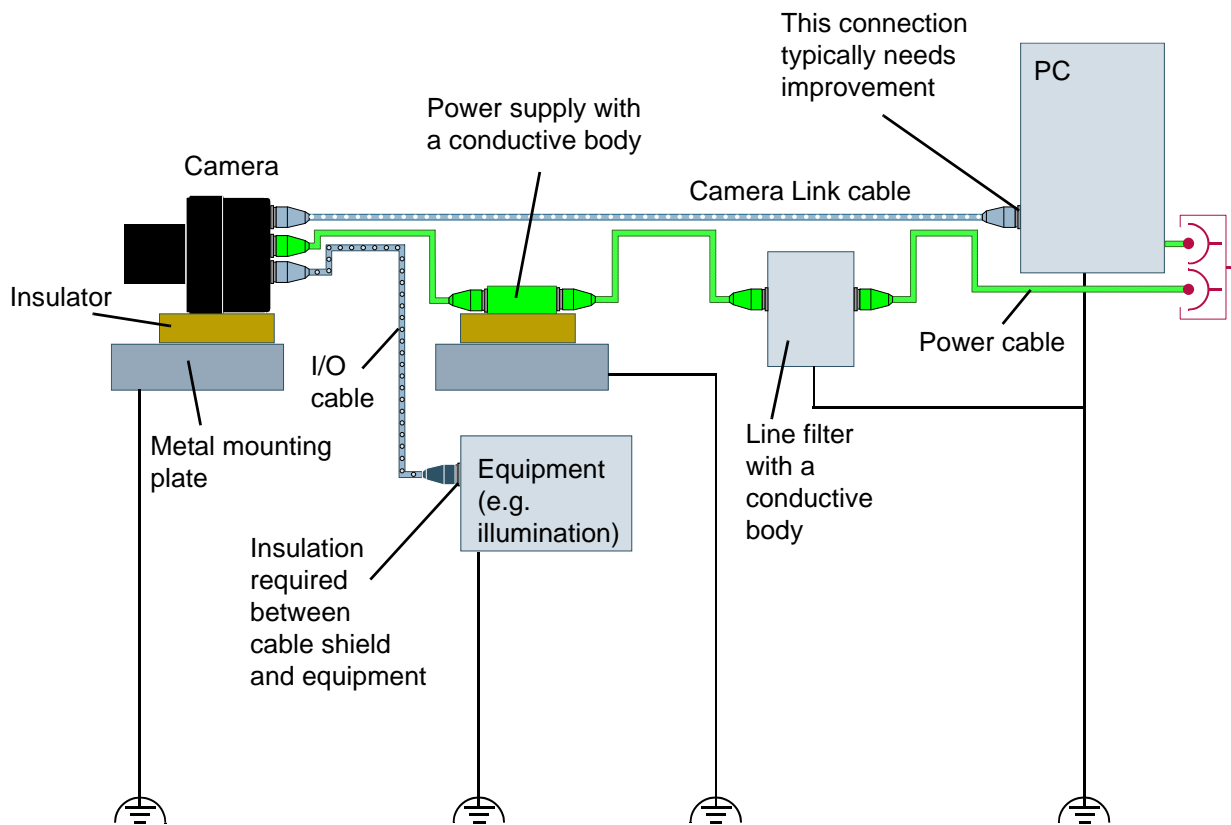 This connection
typically needs
improvement
PC
Power supply with
a conductive body
Camera
Camera Link cable
Insulator
I/O
cable
Power cable
Metal mounting
plate
Line filter
with a
conductive
body
Equipment
(e.g.
illumination)
Insulation
required
between
cable shield
and equipment